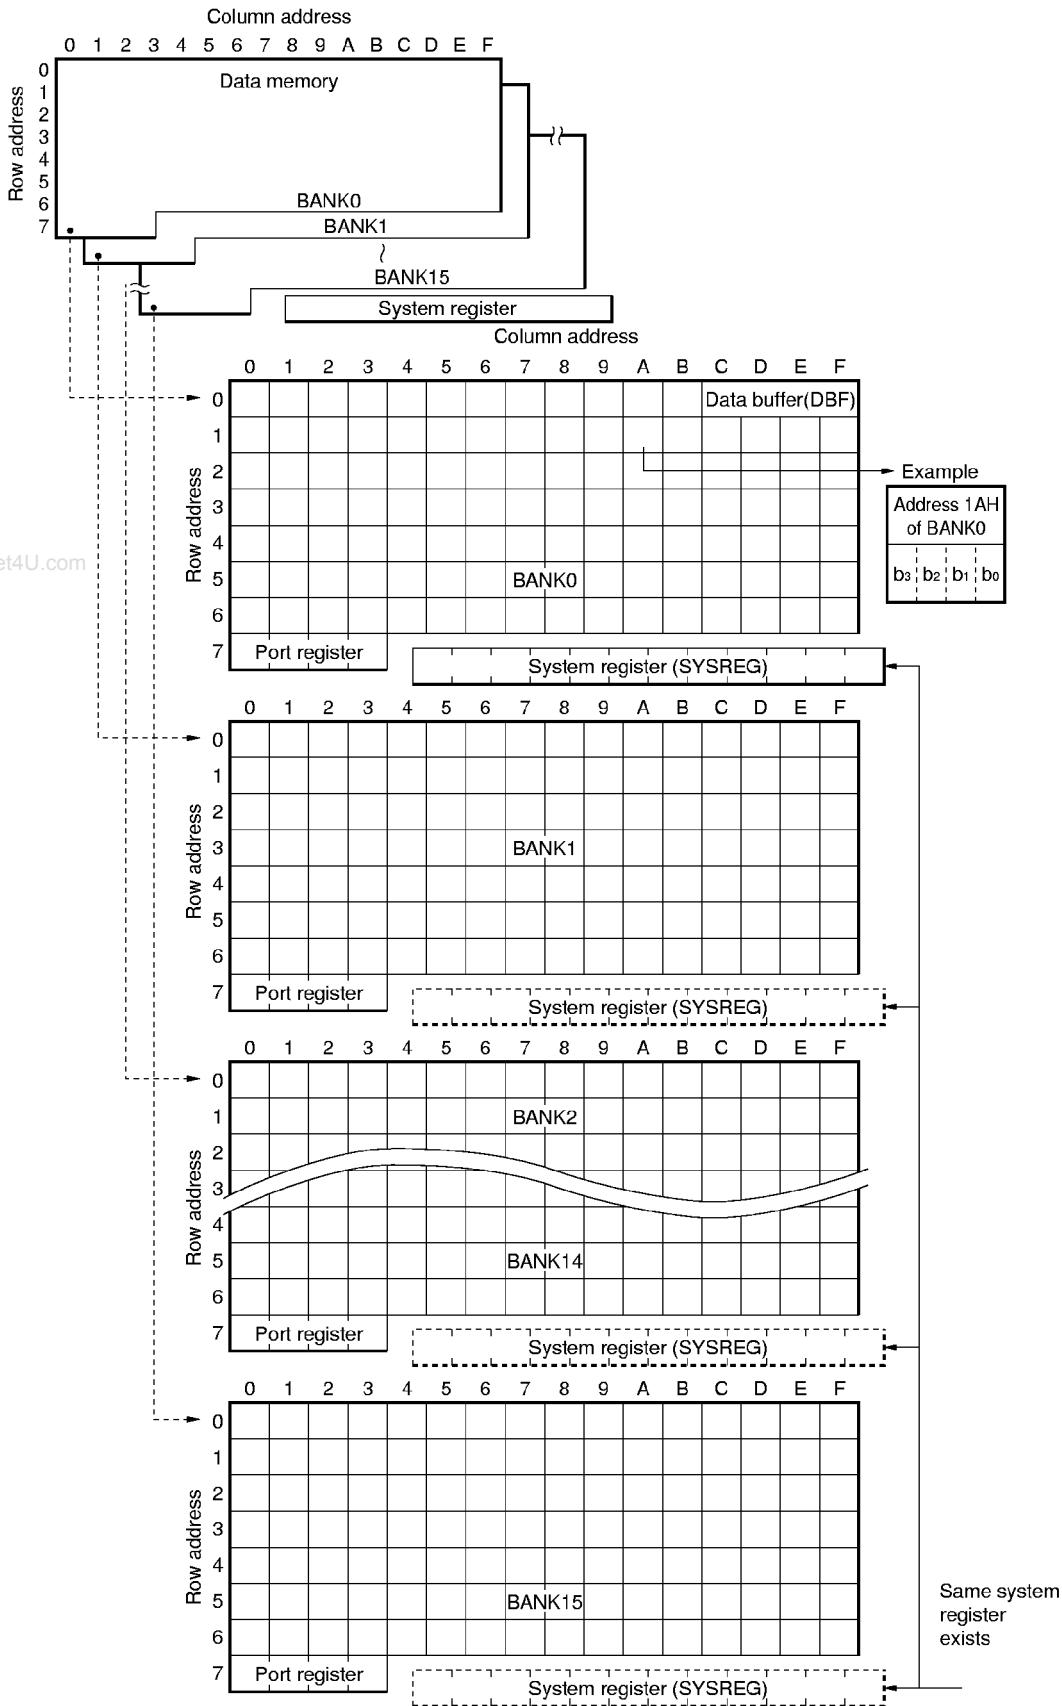 Column address
0 1 2 3 4 5 6 7 8 9 A B C D E F
Row address
0
Data memory
1
2
3
4
5
6
BANK0
7
BANK1
BANK15
System register
Column address
0 1 2 3 4 5 6 7 8 9 A B C D E F
Row address
0
Data buffer(DBF)
1
2
Example
3
Address 1AH
of BANK0
4
5
BANK0
b3 b2 b1 b0
6
7
Port register
System register (SYSREG)
et4U.com
0 1 2 3 4 5 6 7 8 9 A B C D E F
Row address
0
1
2
3
BANK1
4
5
6
7
Port register
System register (SYSREG)
0 1 2 3 4 5 6 7 8 9 A B C D E F
Row address
0
1
BANK2
2
3
4
5
BANK14
6
7
Port register
System register (SYSREG)
0 1 2 3 4 5 6 7 8 9 A B C D E F
Row address
0
1
2
3
4
5
BANK15
6
7
Port register
System register (SYSREG)
Same system
register
exists